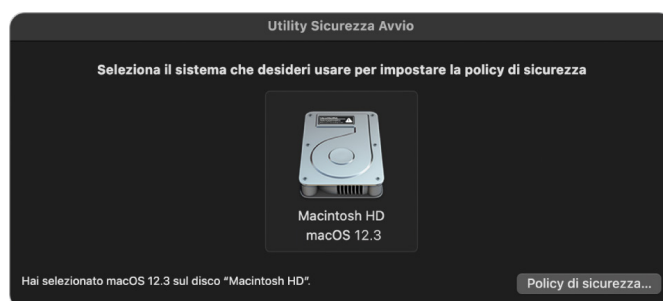 Utility Sicurezza Avvio
Seleziona il sistema che desideri usare per impostare la policy di sicurezza
Macintosh HD
macOS 12.3
Hai selezionato macOS 12.3 sul disco “Macintosh HD”.
Policy di sicurezza...